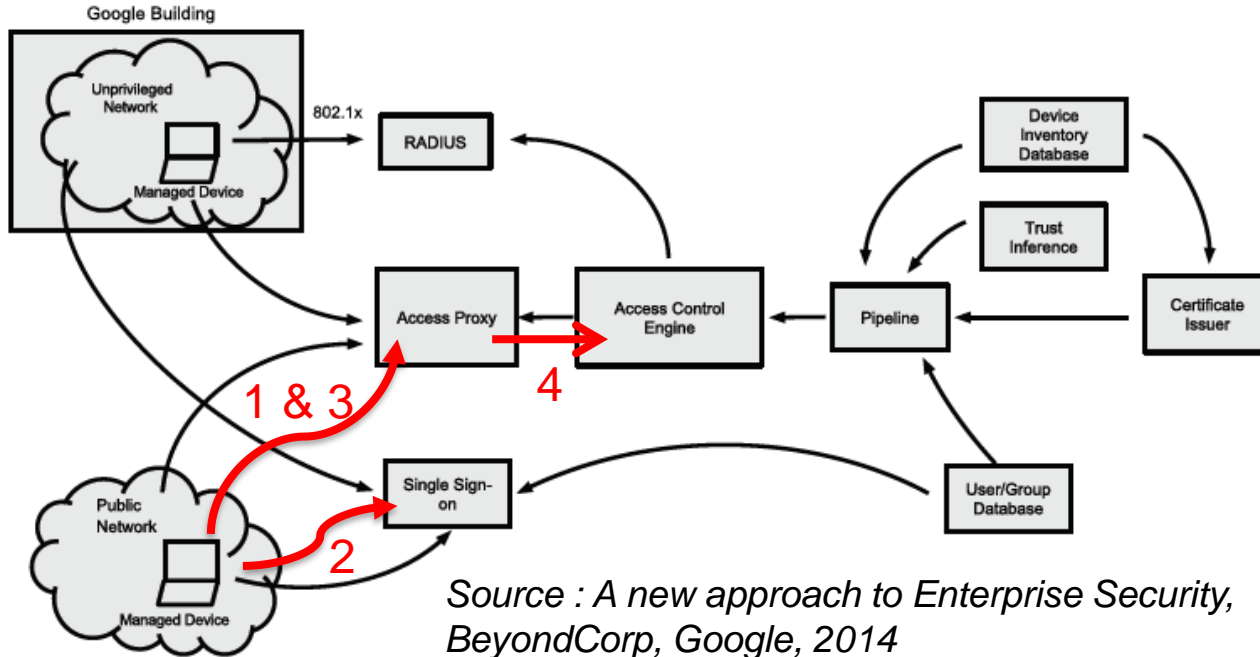 Google Building
Unprivileged
Network
802.1x
Managed Device
RADIUS
Device
Inventory
Database
Trust
Inference
Access Proxy
Access Control
Engine
Pipeline
Certificate
Issuer
1 & 3
4
Public
Network
Managed Device
2
Single Sign-
on
User/Group
Database
Source : A new approach to Enterprise Security,
BeyondCorp, Google, 2014